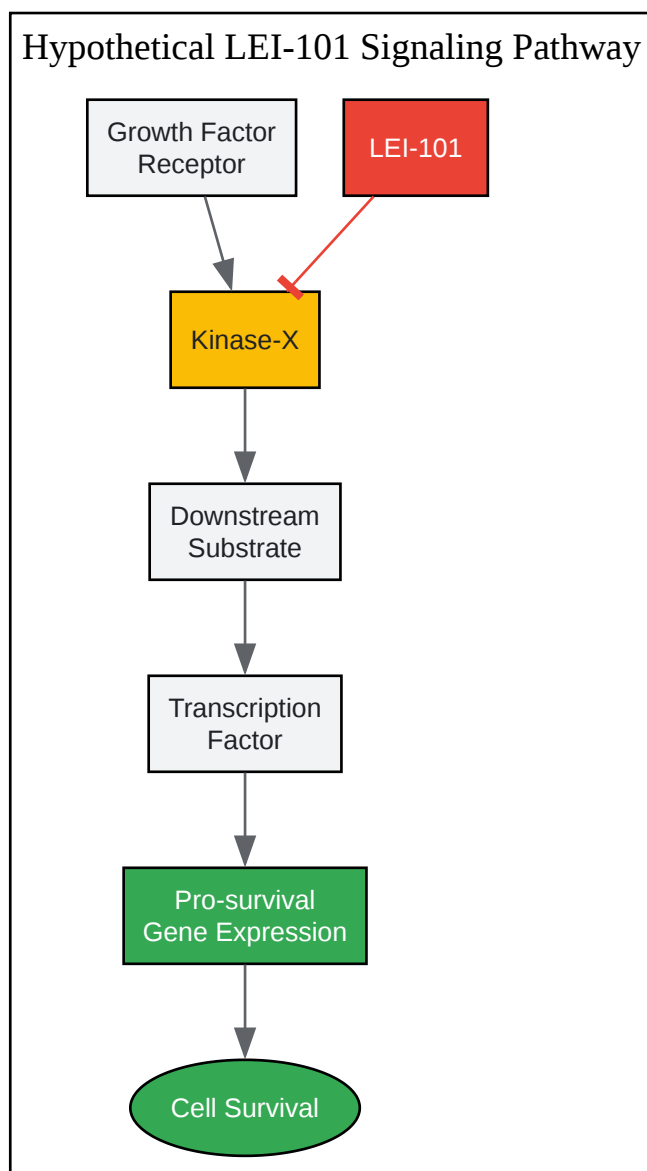 Hypothetical LEI-101 Signaling Pathway
Growth Factor
Receptor
LEI-101
Kinase-X
Downstream
Substrate
Transcription
Factor
Pro-survival
Gene Expression
Cell Survival